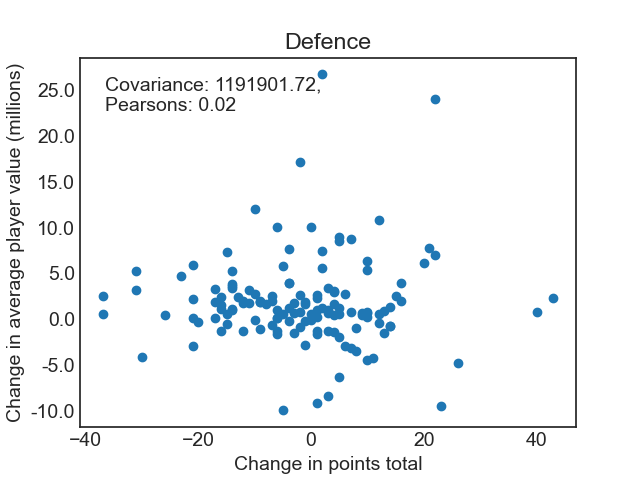 Defence
Covariance: 1191901.72,
Pearsons: 0.02
Change in average player value (millions)
25.0
20.0
15.0
10.0
5.0
0.0
-5.0
-10.0
−40
−20
0
20
40
Change in points total